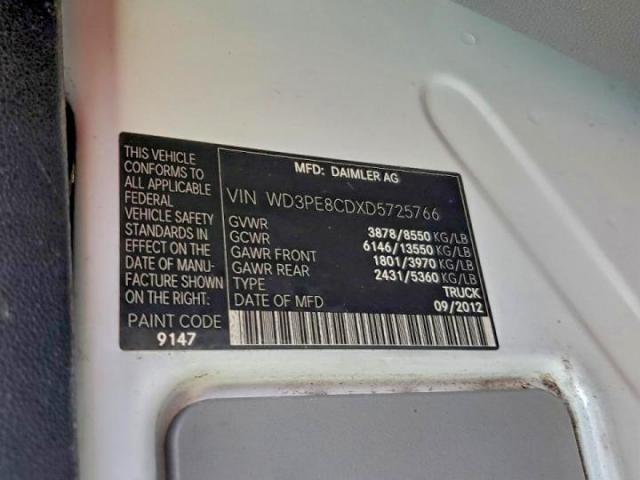 THIS VEHICLE
CONFORMS TO
ALL APPLICABLE
FEDERAL
VEHICLE SAFETY
STANDARDS IN
EFFECT ON THE
DATE OF MANU-
FACTURE SHOWN
ON THE RIGHT:
PAINT CODE
9147
MFD: DAIMLER AG
VIN WD3PE8CDXD5725766
GVWR 3878/8550 KG/LB
GCWR 6146/13550 KG/LB
GAWR FRONT 1801/3970 KG/LB
GAWR REAR 2431/5360 KG/LB
TYPE TRUCK
DATE OF MFD 09/2012